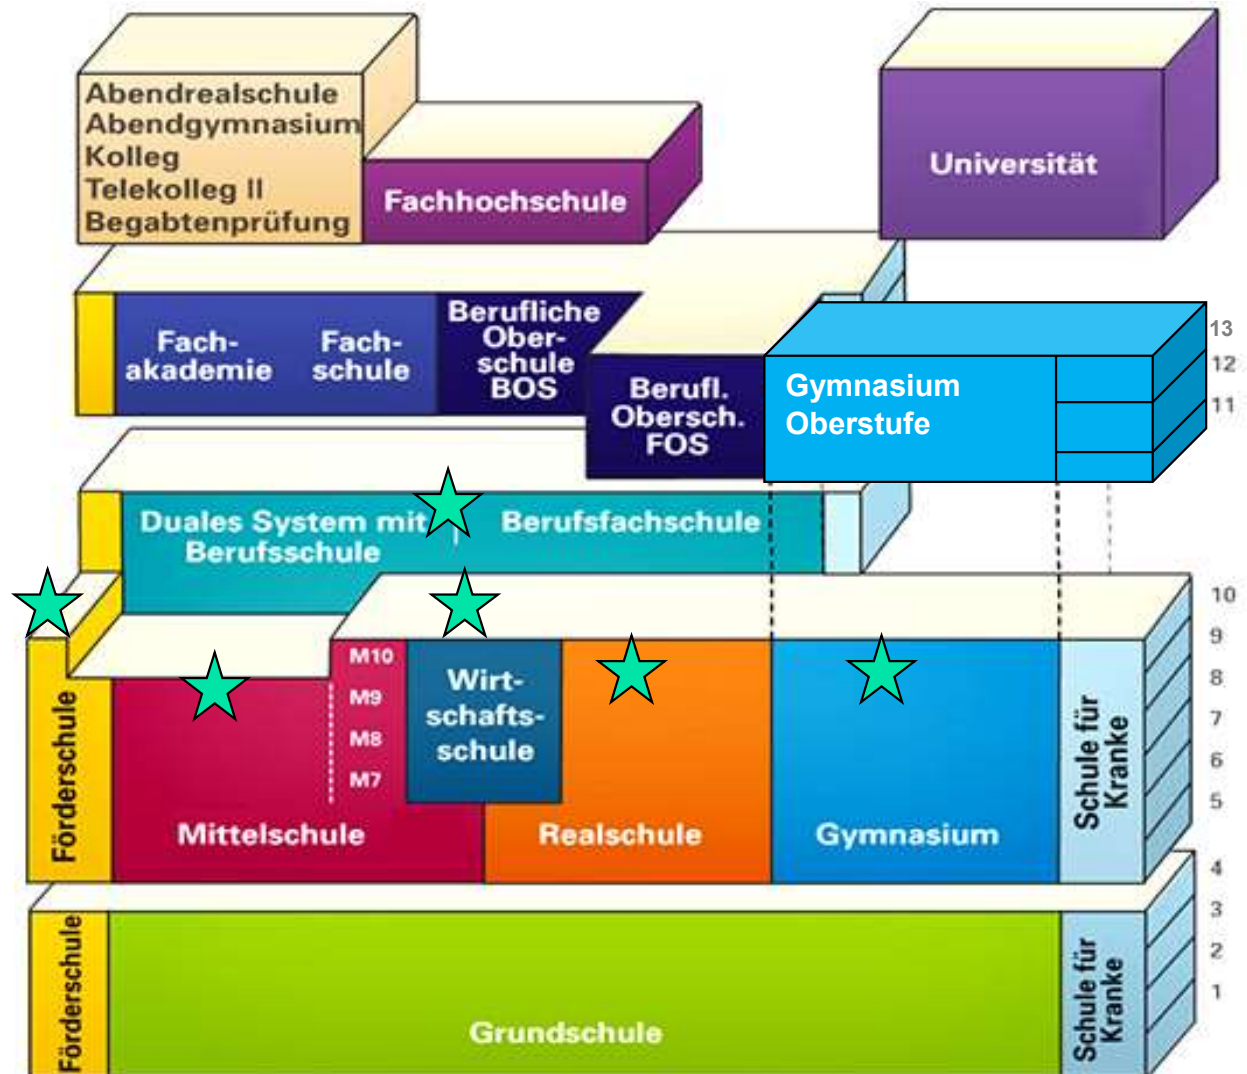 Abendrealschule
Abendgymnasium
Kolleg
Telekolleg II
Begabtenprüfung
Fachhochschule
Universität
Fach-
akademie
Fach-
schule
Berufliche
Ober-
schule
BOS
Berufl.
Obersch.
FOS
Gymnasium
Oberstufe
13
12
11
Duales System mit
Berufsschule
Berufsfachschule
10
9
8
7
6
5
Förderschule
Mittelschule
M10
M9
M8
M7
Wirt-
schafts-
schule
Realschule
Gymnasium
Schule für
Kranke
4
3
2
1
Förderschule
Grundschule
Schule für
Kranke